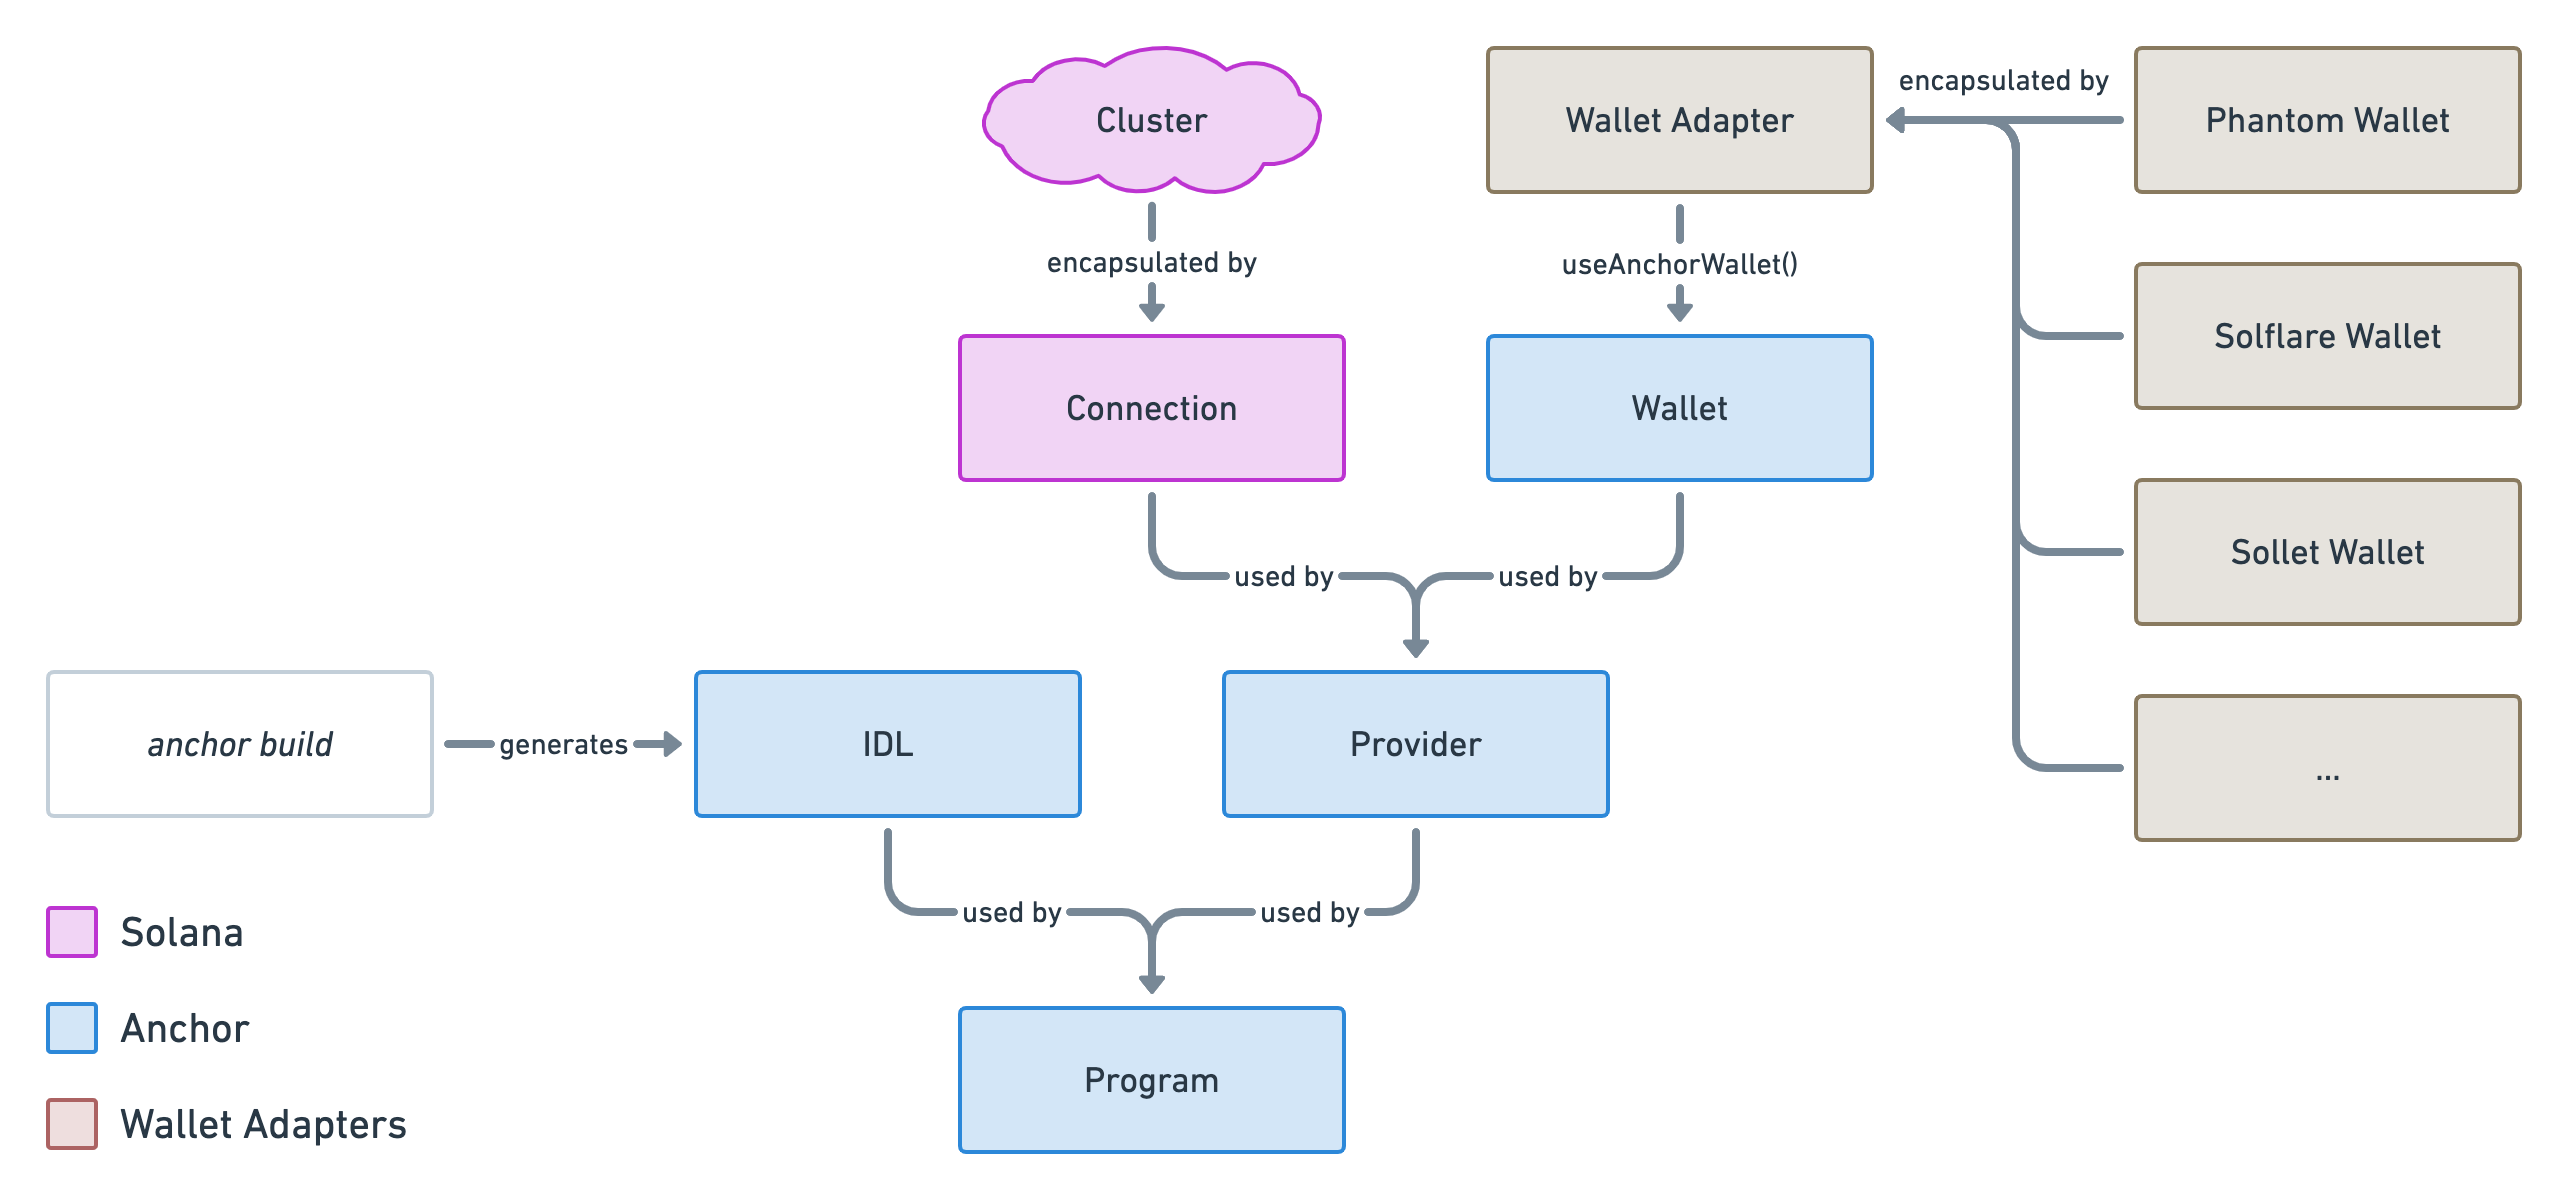 Cluster
Wallet Adapter
encapsulated by
Phantom Wallet
encapsulated by
useAnchorWallet()
Solflare Wallet
Connection
Wallet
Sollet Wallet
used by
used by
anchor build
generates
IDL
Provider
...
used by
used by
Solana
Anchor
Program
Wallet Adapters